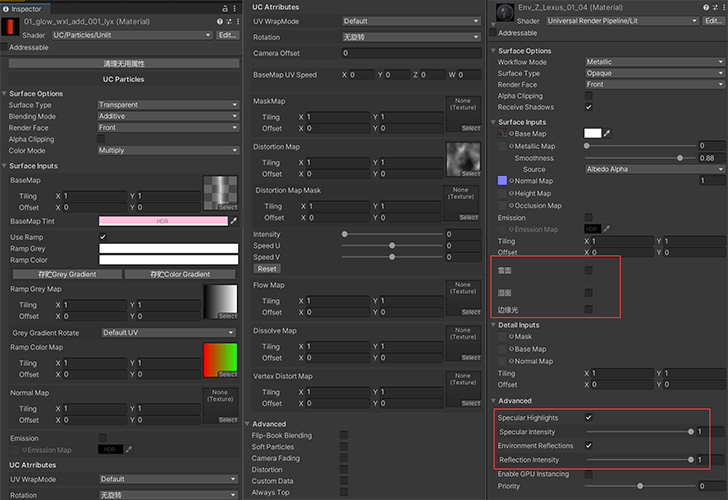 Inspector
01_glow_wxl_add_001_lyx (Material)
Shader UC/Particles/Unlit Edit...
Addressable
清理无用属性
UC Particles
Surface Options
Surface Type Transparent
Blending Mode Additive
Render Face Front
Alpha Clipping
Color Mode Multiply
Surface Inputs
BaseMap
Tiling X 1 Y 1
Offset X 0 Y 0
Select
BaseMap Tint HDR
Use Ramp
Ramp Grey
Ramp Color
存贮Grey Gradient 存贮Color Gradient
Ramp Grey Map
Tiling X 1 Y 1
Offset X 0 Y 0
Select
Grey Gradient Rotate Default UV
Ramp Color Map
Tiling X 1 Y 1
Offset X 0 Y 0
Select
Normal Map
None
(Texture)
Tiling X 1 Y 1
Offset X 0 Y 0
Select
Emission
Emission Map HDR
UC Attributes
UV WrapMode Default
Rotation 无旋转
UC Attributes
UV WrapMode Default
Rotation 无旋转
Camera Offset 0
BaseMap UV Speed X 0 Y 0 Z 0 W 0
MaskMap
None
(Texture)
Tiling X 1 Y 1
Offset X 0 Y 0
Select
Distortion Map
Tiling X 1 Y 1
Offset X 0 Y 0
Select
Distortion Map Mask
None
(Texture)
Tiling X 1 Y 1
Offset X 0 Y 0
Select
Intensity 0
Speed U 0
Speed V 0
Reset
Flow Map
None
(Texture)
Tiling X 1 Y 1
Offset X 0 Y 0
Select
Dissolve Map
None
(Texture)
Tiling X 1 Y 1
Offset X 0 Y 0
Select
Vertex Distort Map
None
(Texture)
Tiling X 1 Y 1
Offset X 0 Y 0
Select
Advanced
Flip-Book Blending
Soft Particles
Camera Fading
Distortion
Custom Data
Always Top
Env_Z_Lexus_01_04 (Material)
Shader Universal Render Pipeline/Lit Edit...
Addressable
Surface Options
Workflow Mode Metallic
Surface Type Opaque
Render Face Front
Alpha Clipping
Receive Shadows
Surface Inputs
Base Map
Metallic Map 0
Smoothness 0.88
Source Albedo Alpha
Normal Map 1
Height Map
Occlusion Map
Emission
Emission Map HDR
Tiling X 1 Y 1
Offset X 0 Y 0
雪面
湿面
边缘光
Detail Inputs
Mask
Base Map
Normal Map
Tiling X 1 Y 1
Offset X 0 Y 0
Advanced
Specular Highlights
Specular Intensity 1
Environment Reflections
Reflection Intensity 1
Enable GPU Instancing
Priority 0